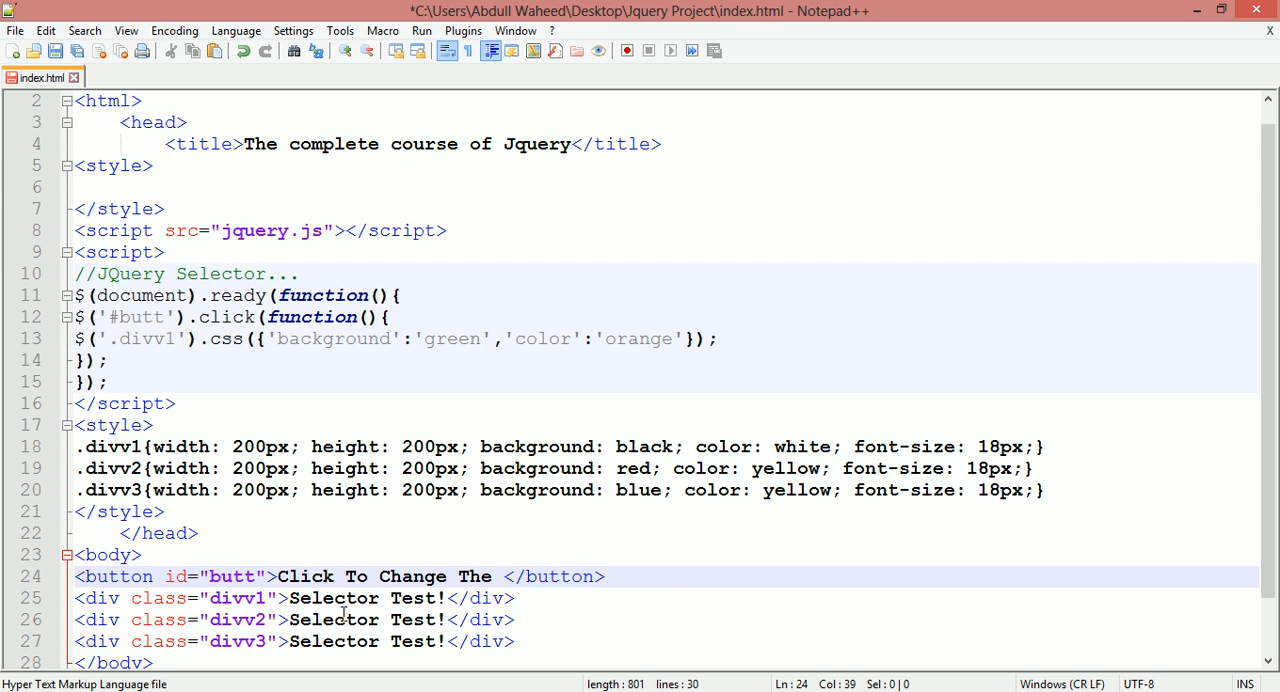 *C:\Users\Abdull Waheed\Desktop\Jquery Project\index.html - Notepad++
File Edit Search View Encoding Language Settings Tools Macro Run Plugins Window ? X
index.html
2 <html>
3 <head>
4 <title>The complete course of Jquery</title>
5 <style>
6
7 </style>
8 <script src="jquery.js"></script>
9 <script>
10 //JQuery Selector...
11 $(document).ready(function(){
12 $('#butt').click(function(){
13 $('.divv1').css({'background':'green','color':'orange'});
14 });
15 });
16 </script>
17 <style>
18 .divv1{width: 200px; height: 200px; background: black; color: white; font-size: 18px;}
19 .divv2{width: 200px; height: 200px; background: red; color: yellow; font-size: 18px;}
20 .divv3{width: 200px; height: 200px; background: blue; color: yellow; font-size: 18px;}
21 </style>
22 </head>
23 <body>
24 <button id="butt">Click To Change The </button>
25 <div class="divv1">Selector Test!</div>
26 <div class="divv2">Selector Test!</div>
27 <div class="divv3">Selector Test!</div>
28 </body>
Hyper Text Markup Language file length : 801 lines : 30 Ln : 24 Col : 39 Sel : 0 | 0 Windows (CR LF) UTF-8 INS